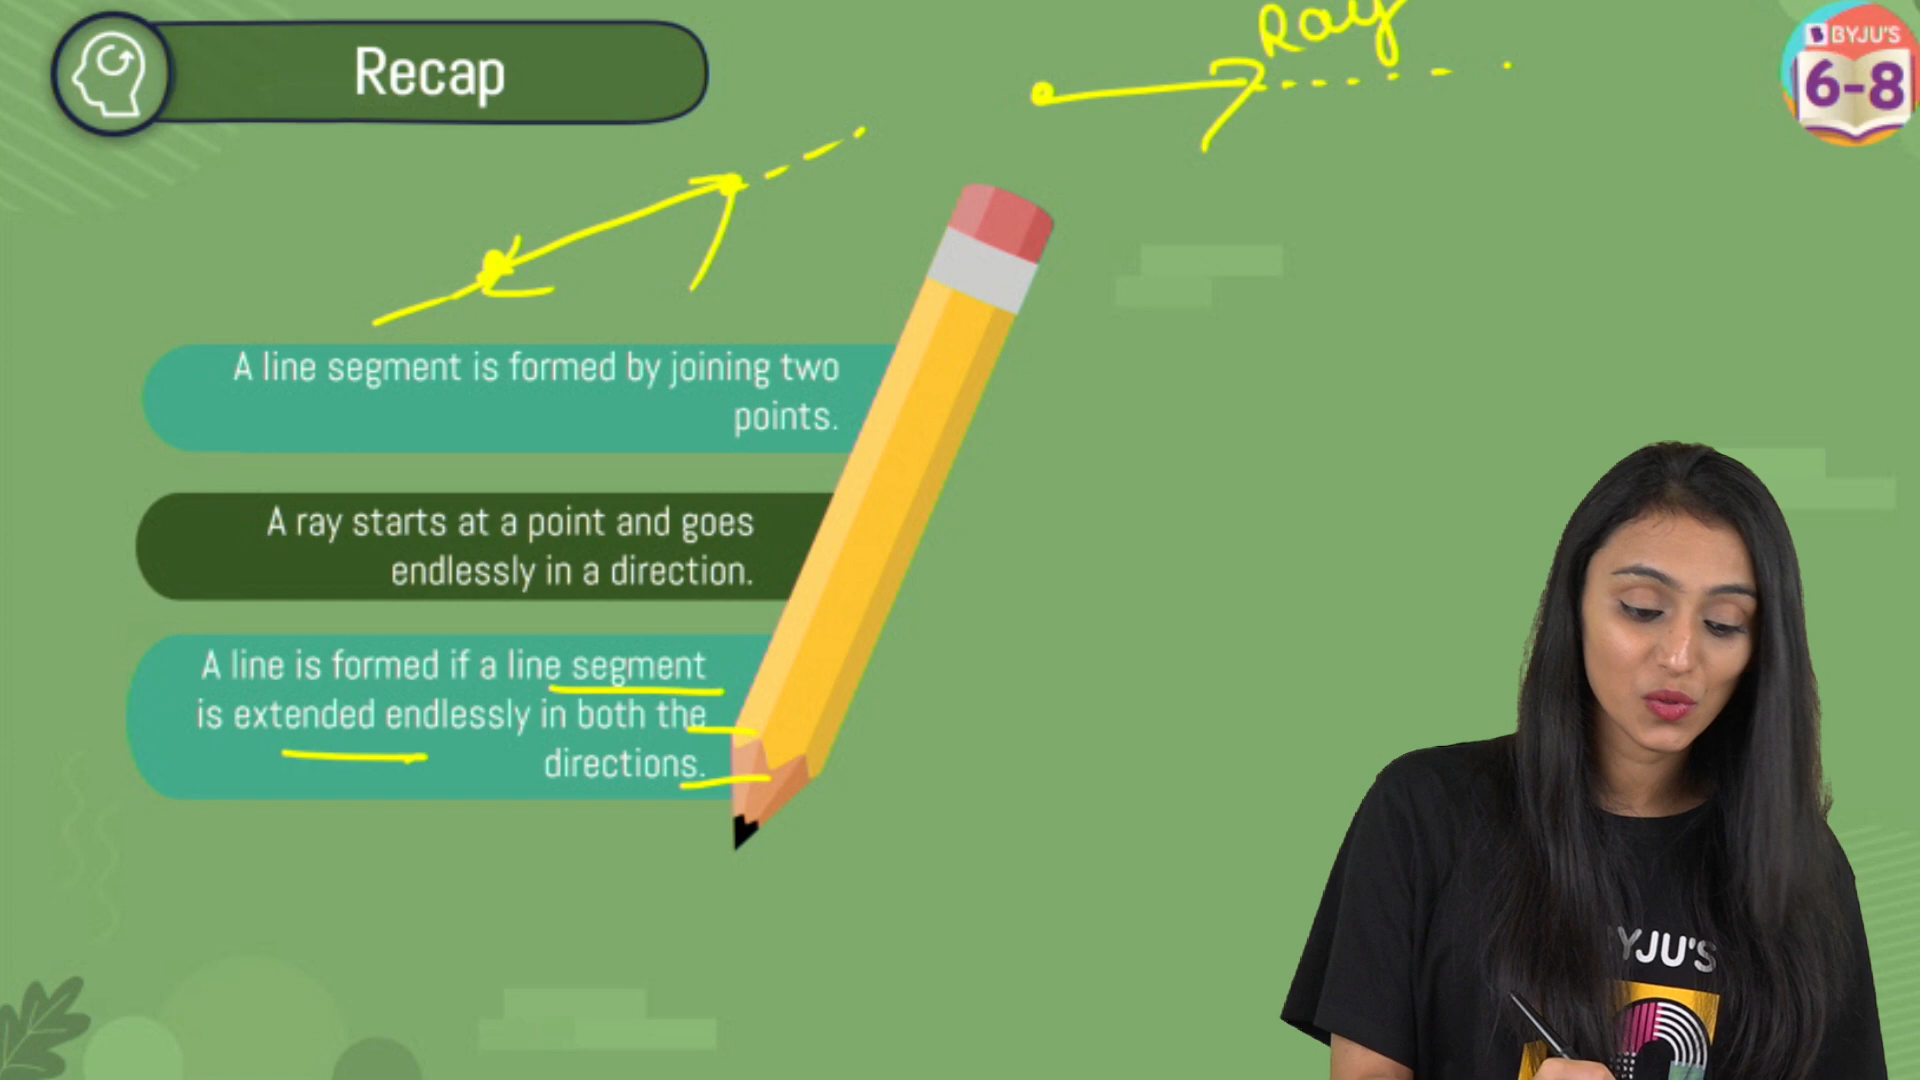 Recap
Ray
BYJU'S
6-8
A line segment is formed by joining two
points.
A ray starts at a point and goes
endlessly in a direction.
A line is formed if a line segment
is extended endlessly in both the
directions.
YJU'S